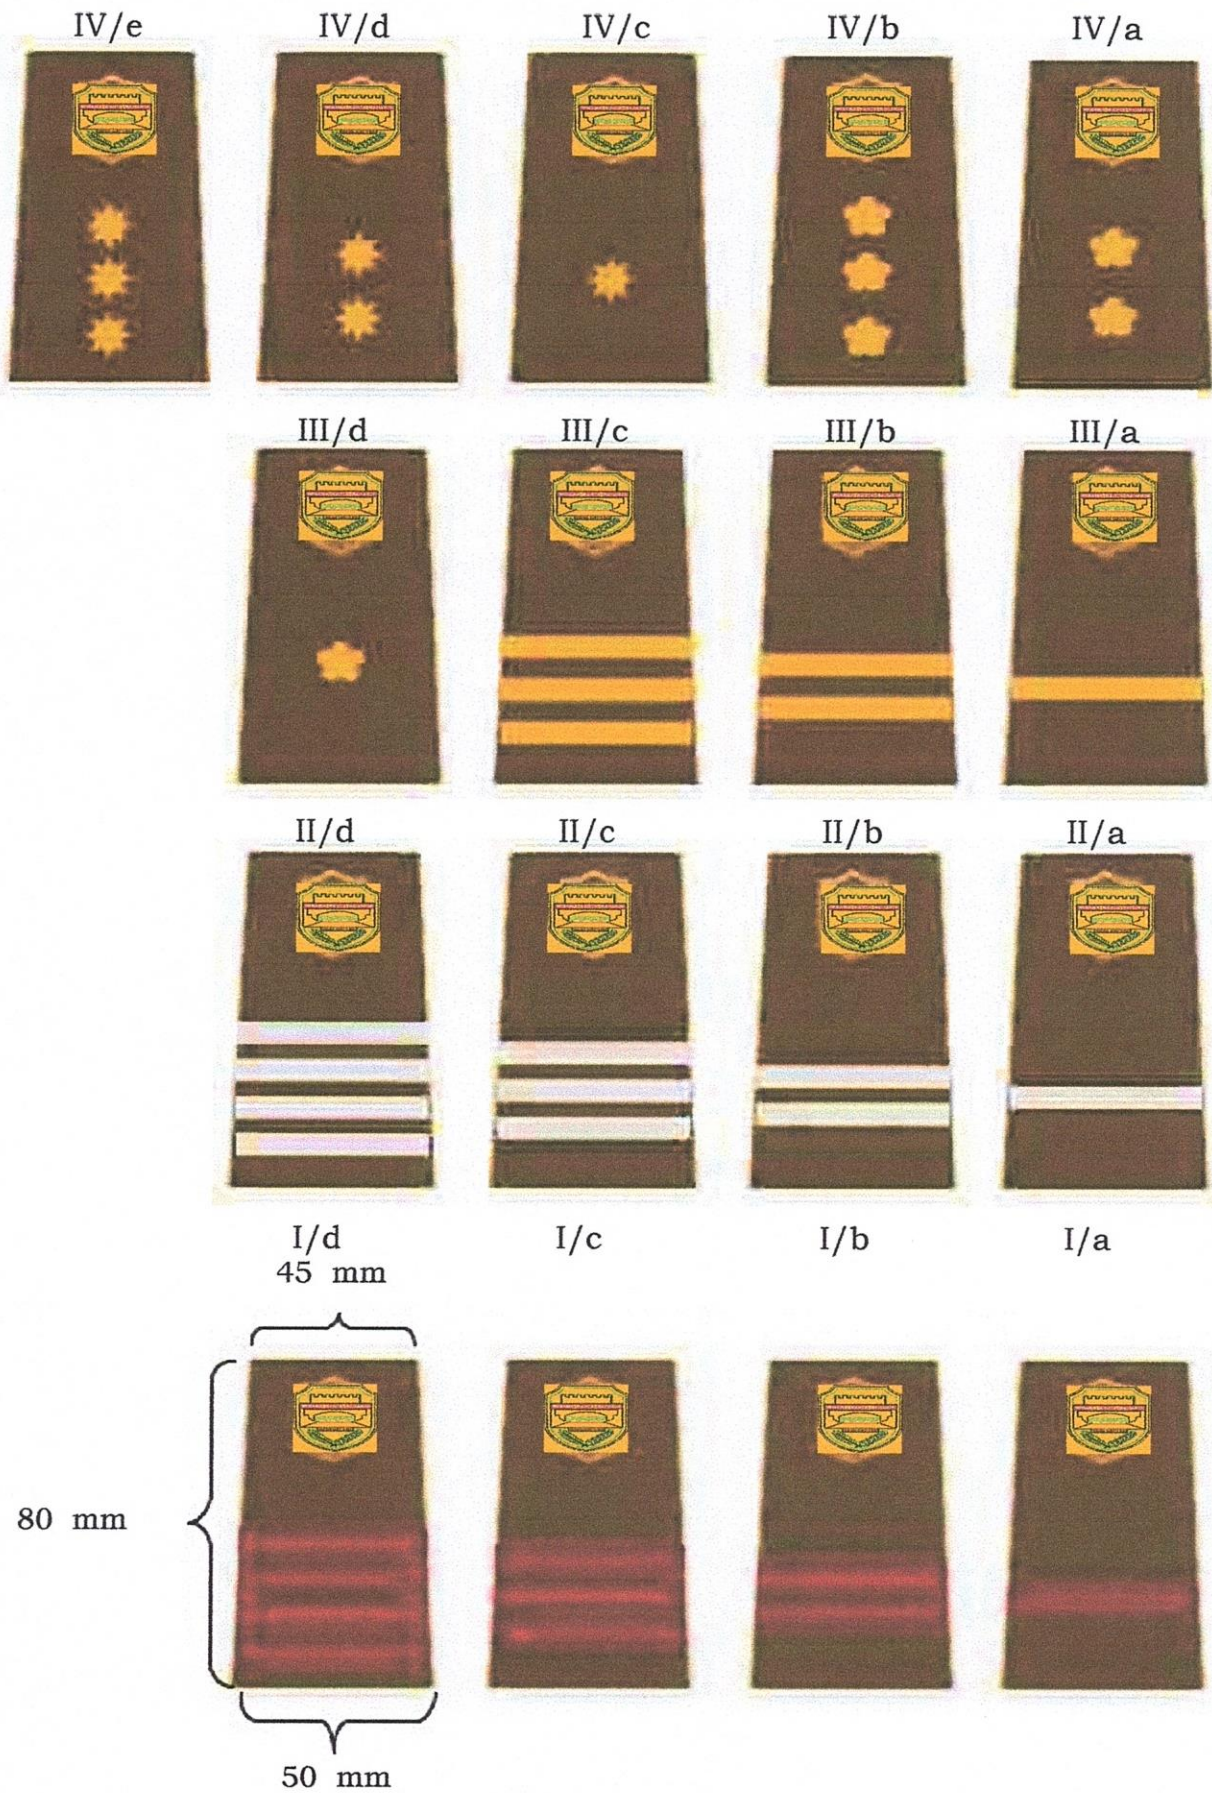 IV/e IV/d IV/c IV/b IV/a
III/d III/c III/b III/a
II/d II/c II/b II/a
I/d I/c I/b I/a
45 mm
80 mm
50 mm